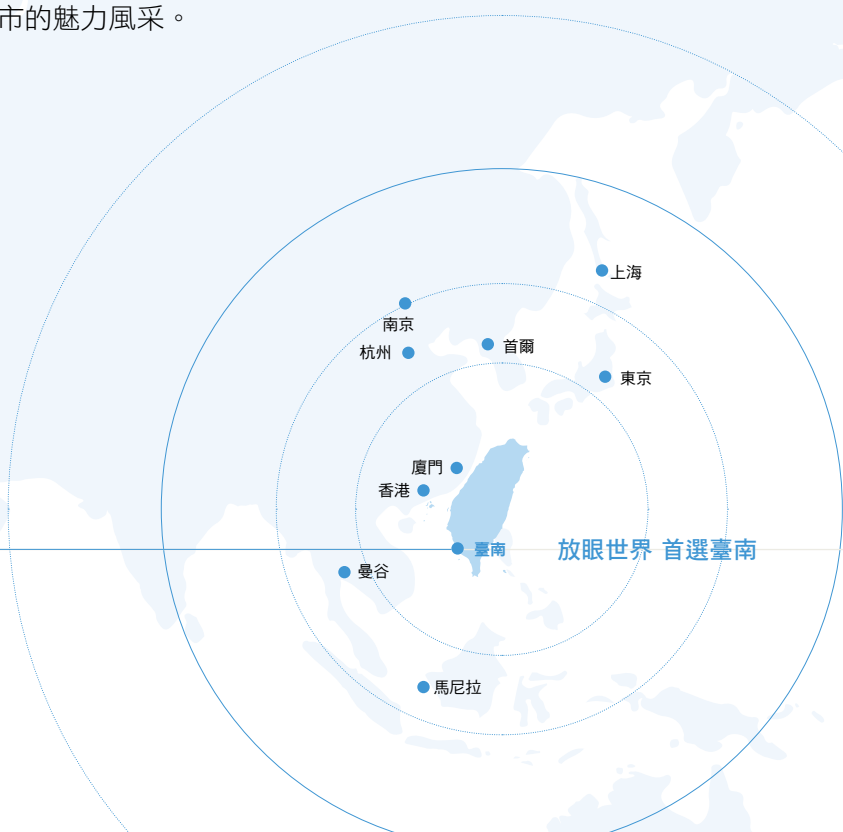 市的魅力風采。
上海
南京
首爾
杭州
東京
廈門
香港
臺南
放眼世界 首選臺南
曼谷
馬尼拉